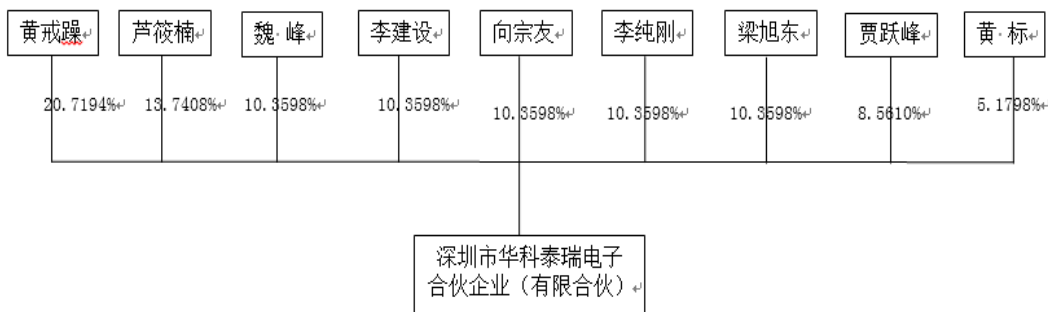 黄戒躁 芦筱楠 魏 峰 李建设 向宗友 李纯刚 梁旭东 贾跃峰 黄 标
20.7194% 13.7408% 10.3598% 10.3598% 10.3598% 10.3598% 10.3598% 8.5610% 5.1798%
深圳市华科泰瑞电子
合伙企业（有限合伙）